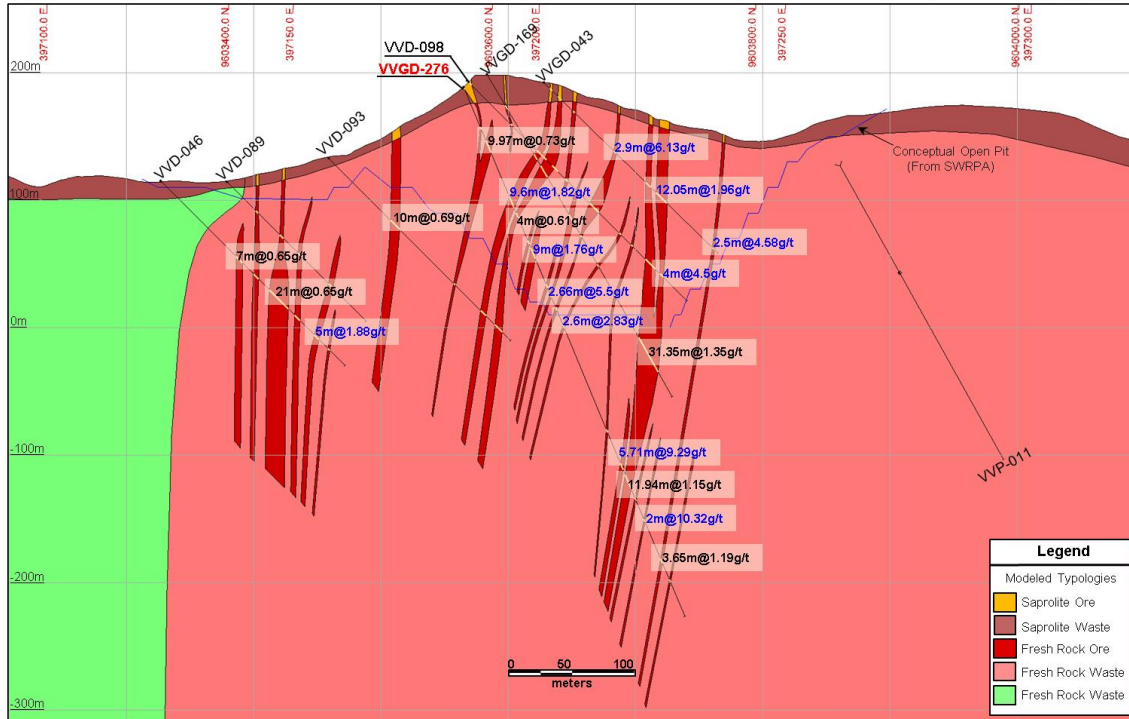 397100.0 E
9603400.0 N
397150.0 E
9603600.0 N
397200.0 E
9603800.0 N
397250.0 E
9604000.0 N
397300.0 E
VVD-098
VVGD-276
VVGD-169
VVGD-043
VVD-093
VVD-046
VVD-089
200m
100m
0m
-100m
-200m
-300m
Conceptual Open Pit
(From SWRPA)
9.97m@0.73g/t
2.9m@6.13g/t
9.6m@1.82g/t
12.05m@1.96g/t
10m@0.69g/t
4m@0.61g/t
9m@1.76g/t
2.5m@4.58g/t
7m@0.65g/t
4m@4.5g/t
21m@0.65g/t
2.66m@5.5g/t
5m@1.88g/t
2.6m@2.83g/t
31.35m@1.35g/t
5.71m@9.29g/t
11.94m@1.15g/t
2m@10.32g/t
3.65m@1.19g/t
VVP-011
0 50 100
meters
Legend
Modeled Typologies
Saprolite Ore
Saprolite Waste
Fresh Rock Ore
Fresh Rock Waste
Fresh Rock Waste